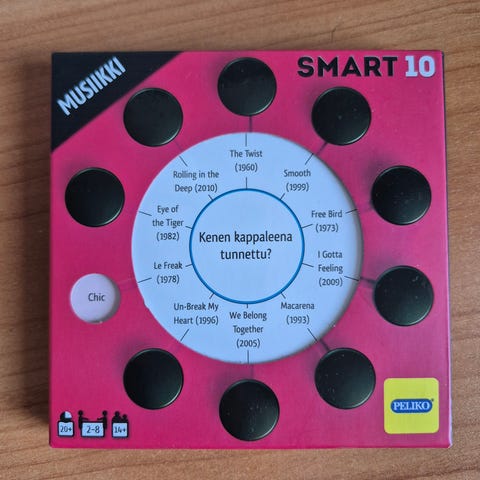 MUSIIKKI
SMART 10
The Twist
(1960)
Smooth
(1999)
Free Bird
(1973)
I Gotta
Feeling
(2009)
Macarena
(1993)
We Belong
Together
(2005)
Un-Break My
Heart (1996)
Le Freak
(1978)
Eye of
the Tiger
(1982)
Rolling in the
Deep (2010)
Kenen kappaleena
tunnettu?
Chic
20+
2-8
14+
PELIKO